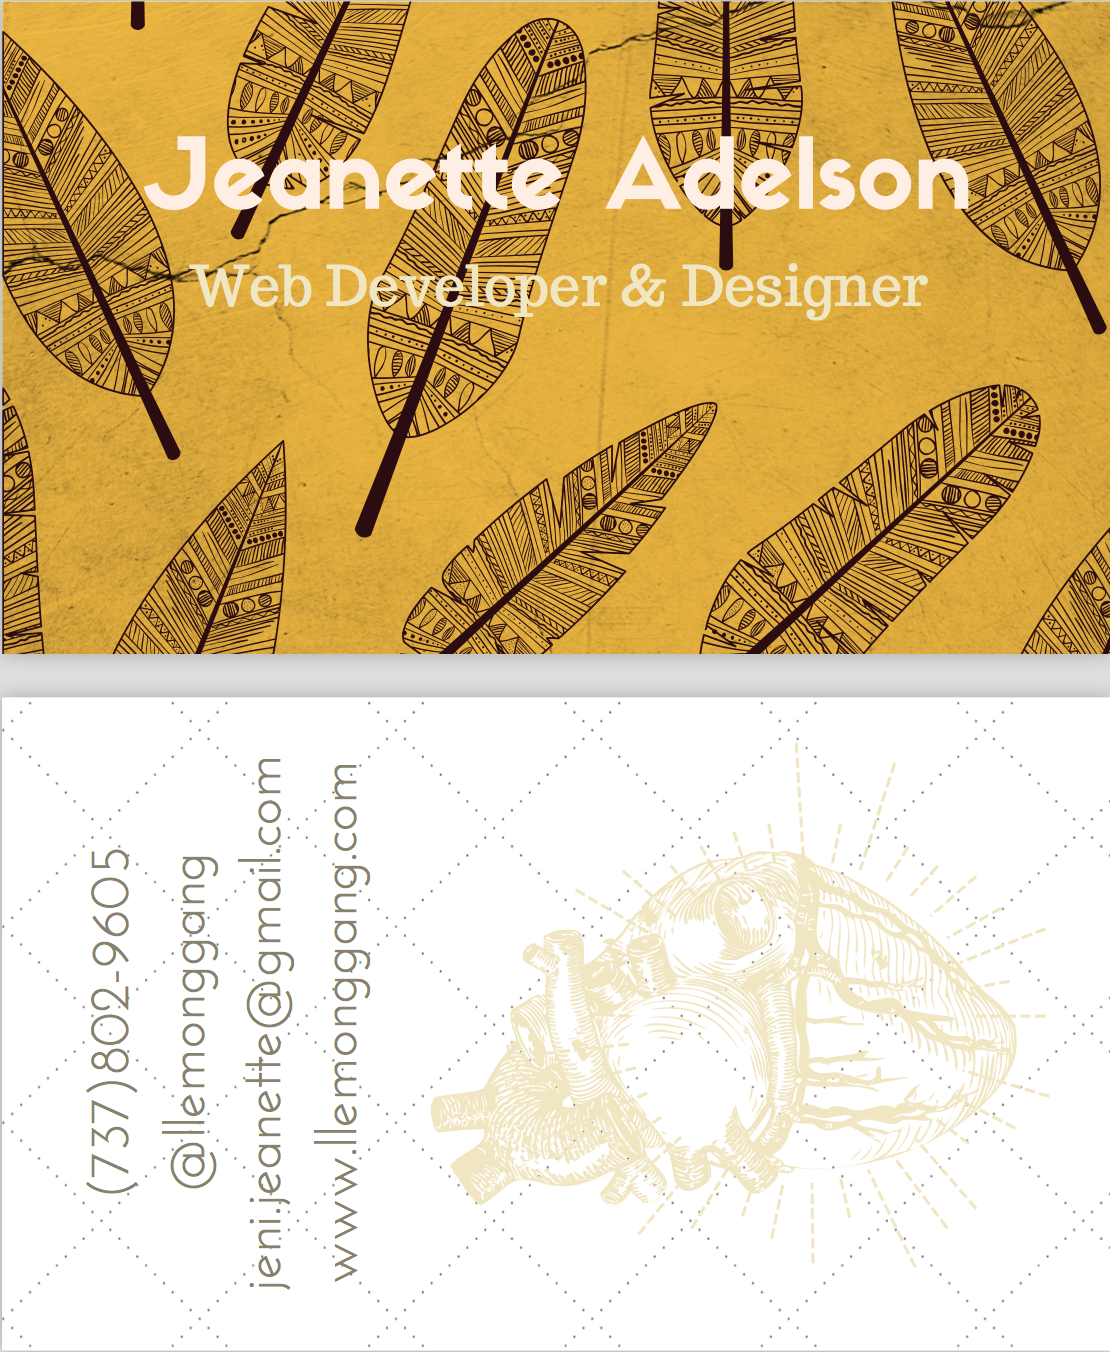 Jeanette Adelson
Web Developer & Designer
(737)802-9605
@llemonggang
jeni.jeanette@gmail.com
www.llemonggang.com